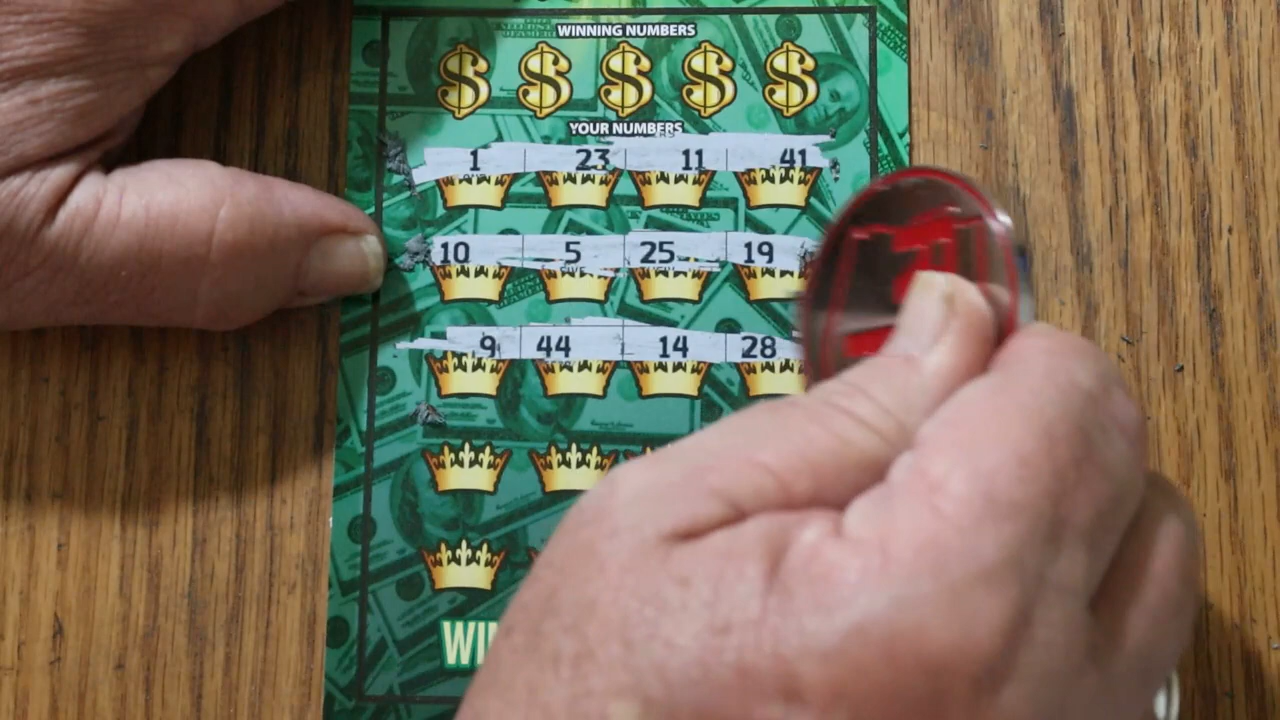 WINNING NUMBERS
$ $ $ $ $
YOUR NUMBERS
1 23 11 41
10 5 25 19
9 44 14 28